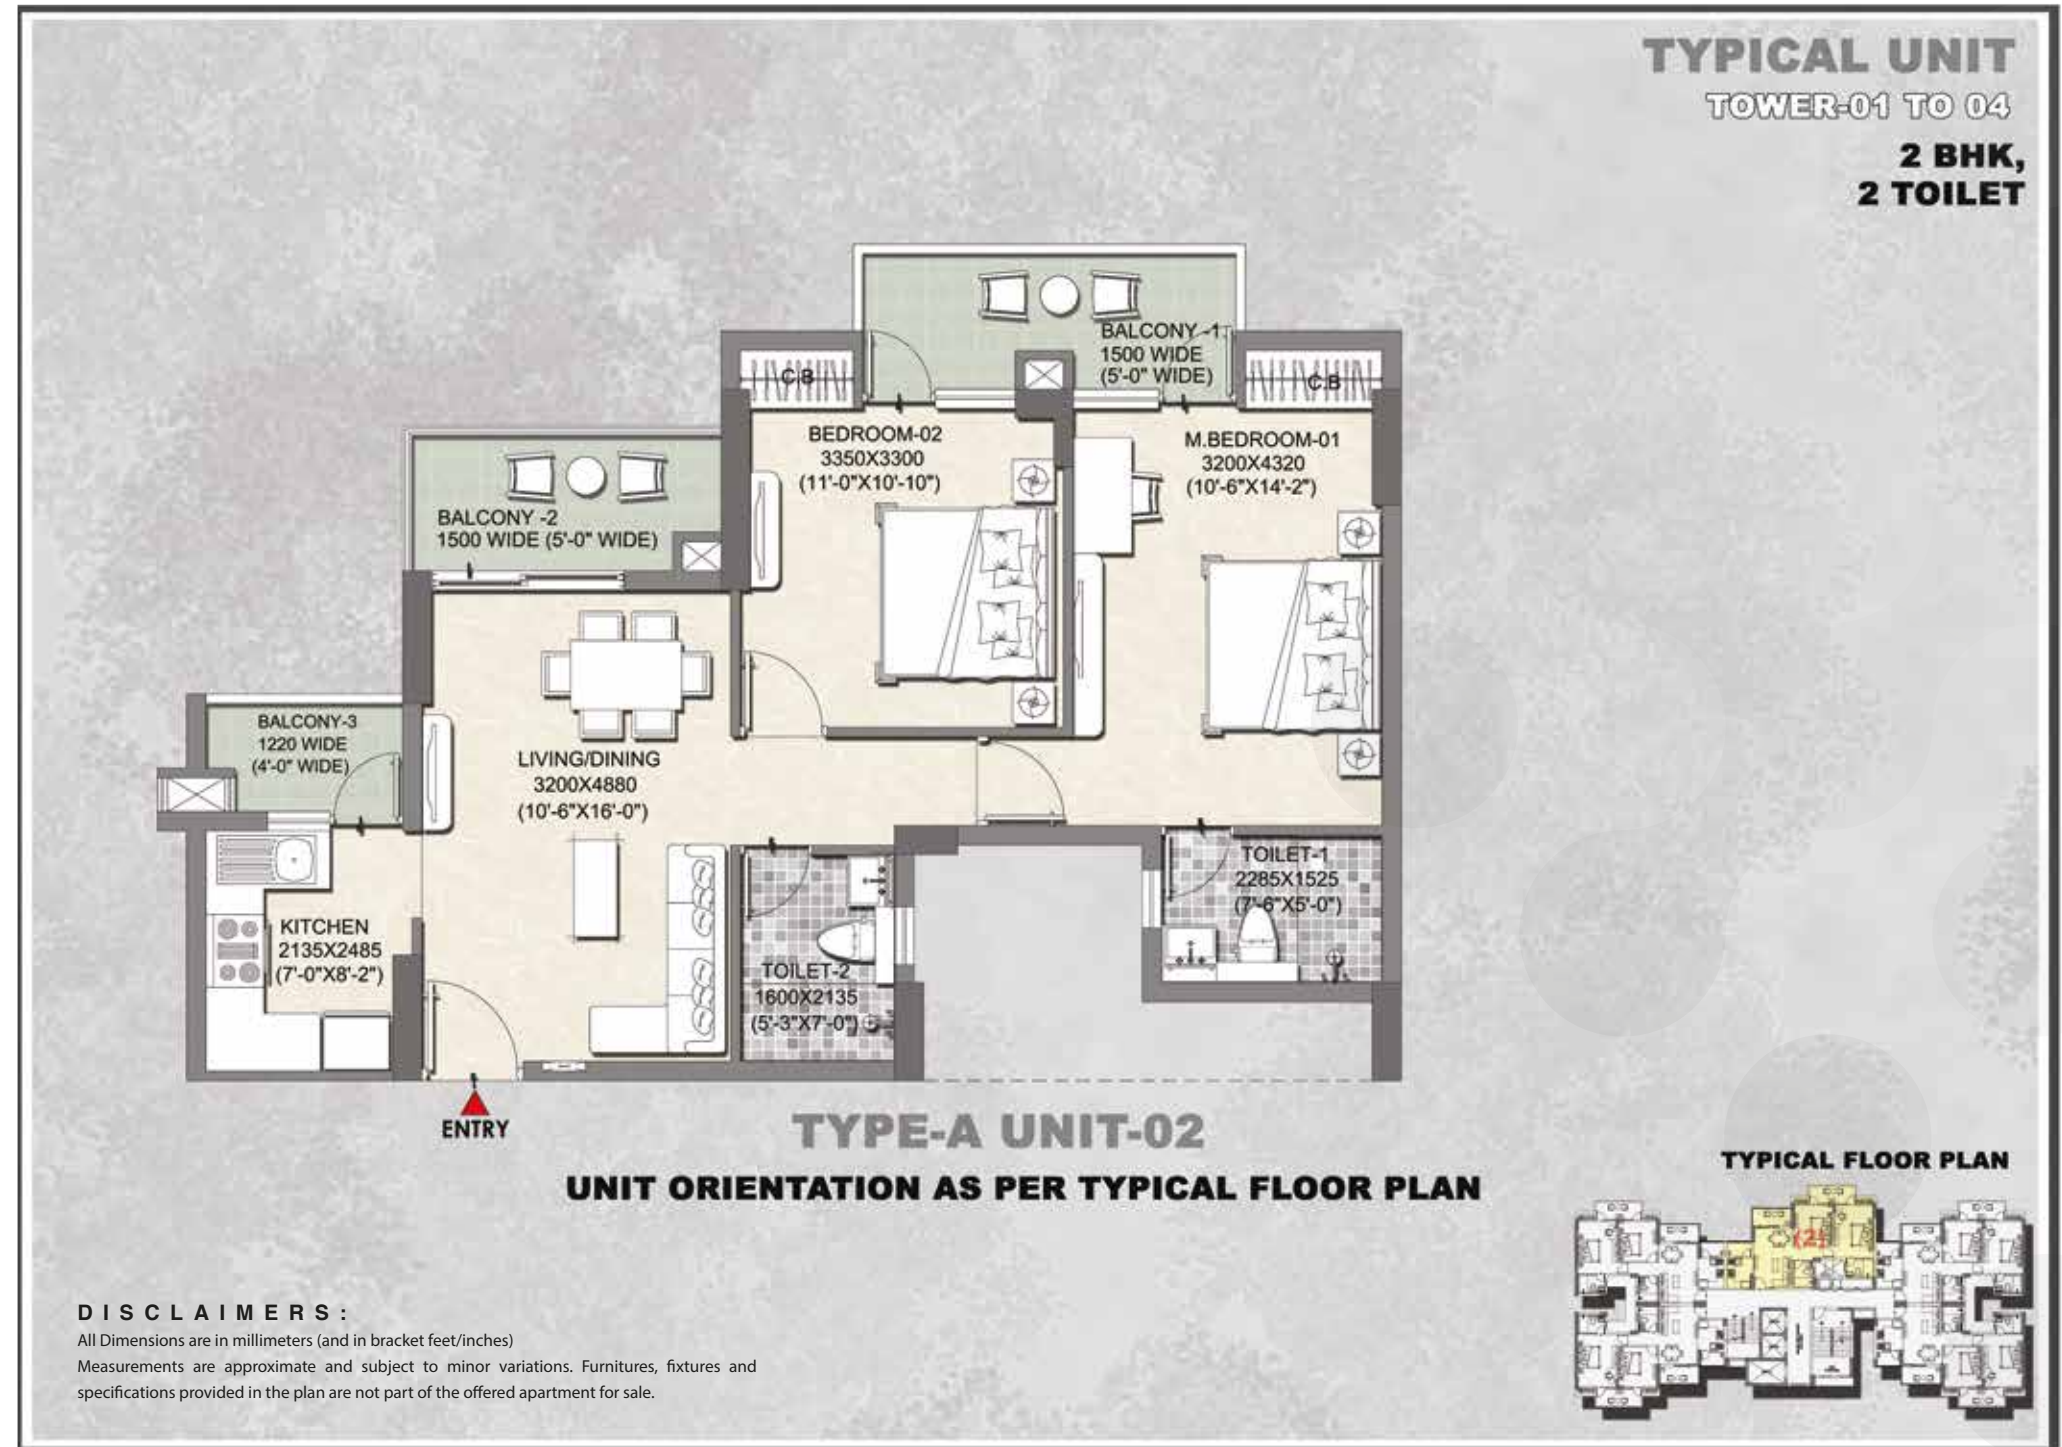 TYPICAL UNIT
TOWER-01 TO 04
2 BHK,
2 TOILET
BALCONY -1
1500 WIDE
(5'-0" WIDE)
C.B
C.B
BEDROOM-02
3350X3300
(11'-0"X10'-10")
M.BEDROOM-01
3200X4320
(10'-6"X14'-2")
BALCONY -2
1500 WIDE (5'-0" WIDE)
BALCONY-3
1220 WIDE
(4'-0" WIDE)
LIVING/DINING
3200X4880
(10'-6"X16'-0")
TOILET-1
2285X1525
(7'-6"X5'-0")
KITCHEN
2135X2485
(7'-0"X8'-2")
TOILET-2
1600X2135
(5'-3"X7'-0")
ENTRY
TYPE-A UNIT-02
UNIT ORIENTATION AS PER TYPICAL FLOOR PLAN
TYPICAL FLOOR PLAN
(2)
DISCLAIMERS:
All Dimensions are in millimeters (and in bracket feet/inches)
Measurements are approximate and subject to minor variations. Furnitures, fixtures and
specifications provided in the plan are not part of the offered apartment for sale.